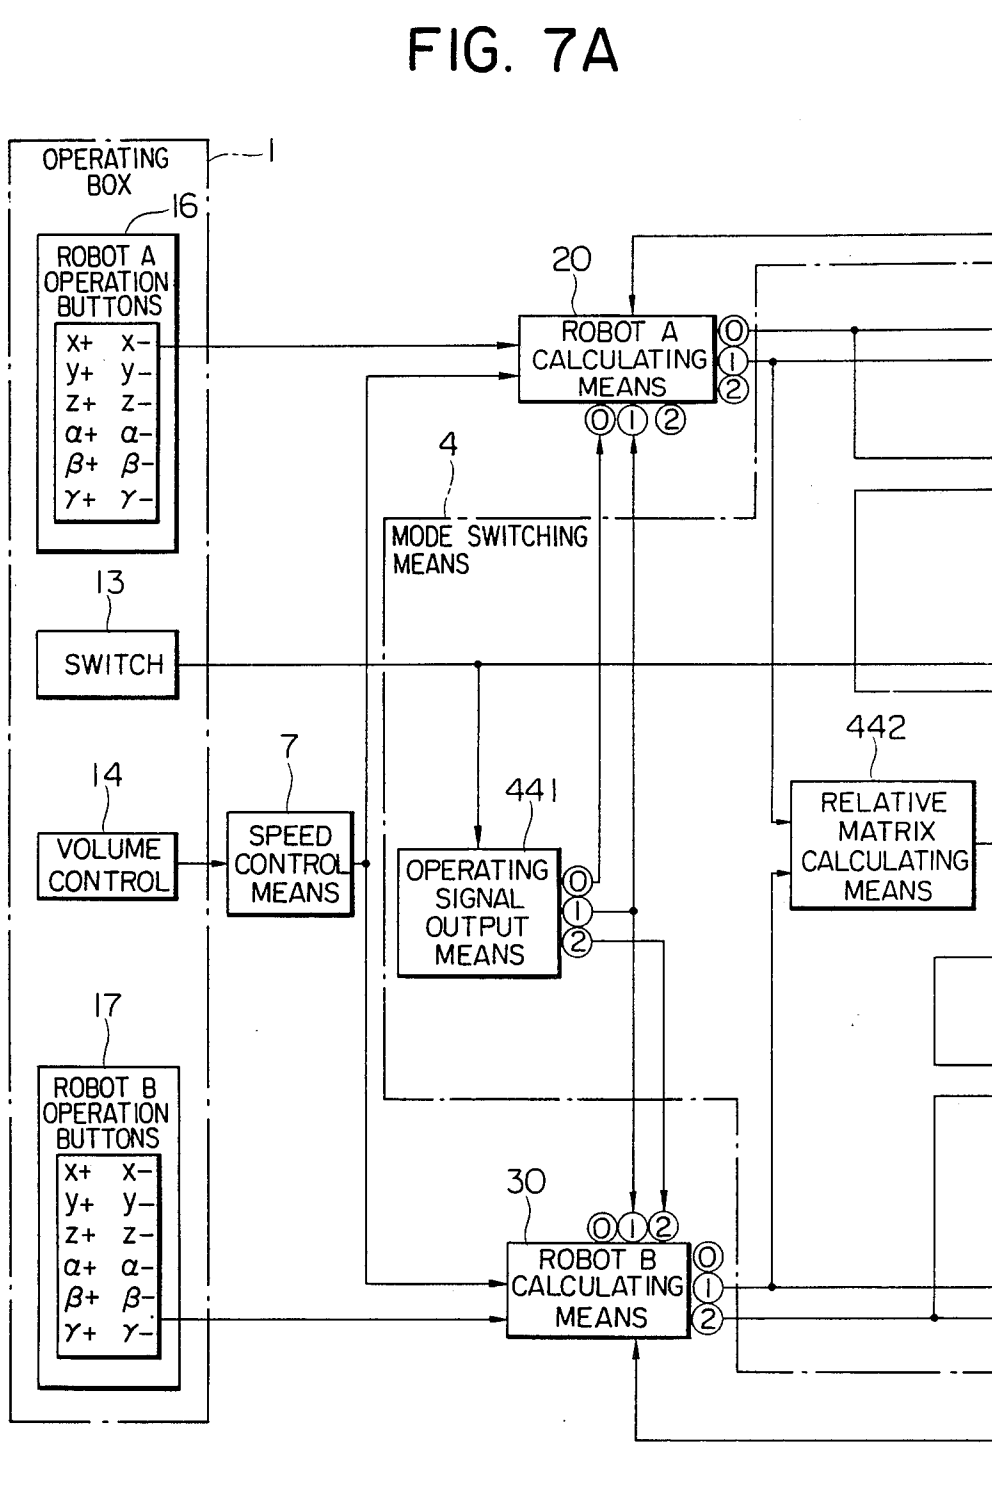 FIG. 7A
OPERATING
BOX
1
16
ROBOT A
OPERATION
BUTTONS
x+ x-
y+ y-
z+ z-
α+ α-
β+ β-
γ+ γ-
13
SWITCH
14
VOLUME
CONTROL
7
SPEED
CONTROL
MEANS
17
ROBOT B
OPERATION
BUTTONS
x+ x-
y+ y-
z+ z-
α+ α-
β+ β-
γ+ γ-
20
ROBOT A
CALCULATING
MEANS
0
1
2
0 1 2
4
MODE SWITCHING
MEANS
441
OPERATING
SIGNAL
OUTPUT
MEANS
0
1
2
442
RELATIVE
MATRIX
CALCULATING
MEANS
30
0 1 2
ROBOT B
CALCULATING
MEANS
0
1
2